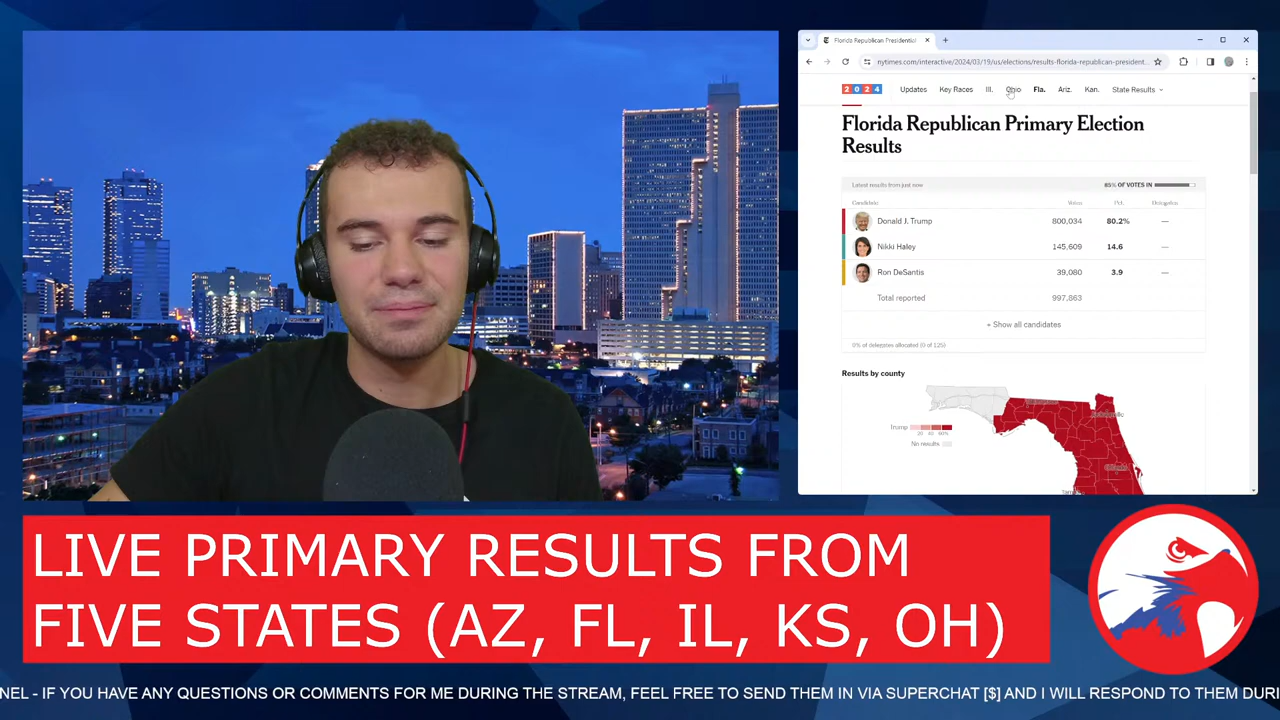 Florida Republican Presidential
nytimes.com/interactive/2024/03/19/us/elections/results-florida-republican-president...
2024 Updates Key Races Ill. Ohio Fla. Ariz. Kan. State Results
Florida Republican Primary Election
Results
Latest results from just now 85% OF VOTES IN
Candidate Votes Pct. Delegates
Donald J. Trump 800,034 80.2% —
Nikki Haley 145,609 14.6 —
Ron DeSantis 39,080 3.9 —
Total reported 997,863
+ Show all candidates
0% of delegates allocated (0 of 125)
Results by county
Trump
No results
LIVE PRIMARY RESULTS FROM
FIVE STATES (AZ, FL, IL, KS, OH)
NEL - IF YOU HAVE ANY QUESTIONS OR COMMENTS FOR ME DURING THE STREAM, FEEL FREE TO SEND THEM IN VIA SUPERCHAT [$] AND I WILL RESPOND TO THEM DURI